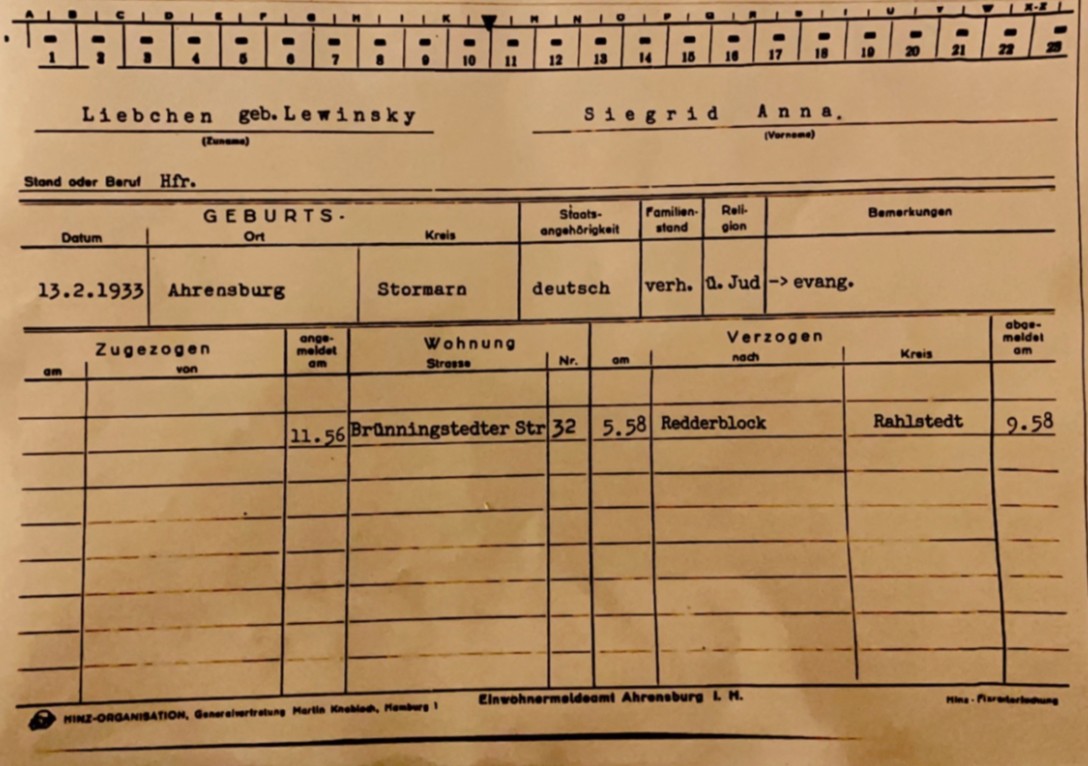 A B C D E F G H I K M N O P Q R S T U V W X-Z
1 2 3 4 5 6 7 8 9 10 11 12 13 14 15 16 17 18 19 20 21 22 23
Liebchen geb. Lewinsky Siegrid Anna.
(Zuname) (Vorname)
Stand oder Beruf Hfr.
GEBURTS- Staats- Familien- Reli- Bemerkungen
Datum Ort Kreis angehörigkeit stand gion
13.2.1933 Ahrensburg Stormarn deutsch verh. ü. Jud -> evang.
Zugezogen ange- Wohnung Verzogen abge-
am von meldet am Strasse Nr. am nach Kreis meldet am
11.56 Brünningstedter Str 32 5.58 Redderblock Rahlstedt 9.58
HINZ-ORGANISATION, Generalvertretung Martin Knobloch, Hamburg 1 Einwohnermeldeamt Ahrensburg i. H.